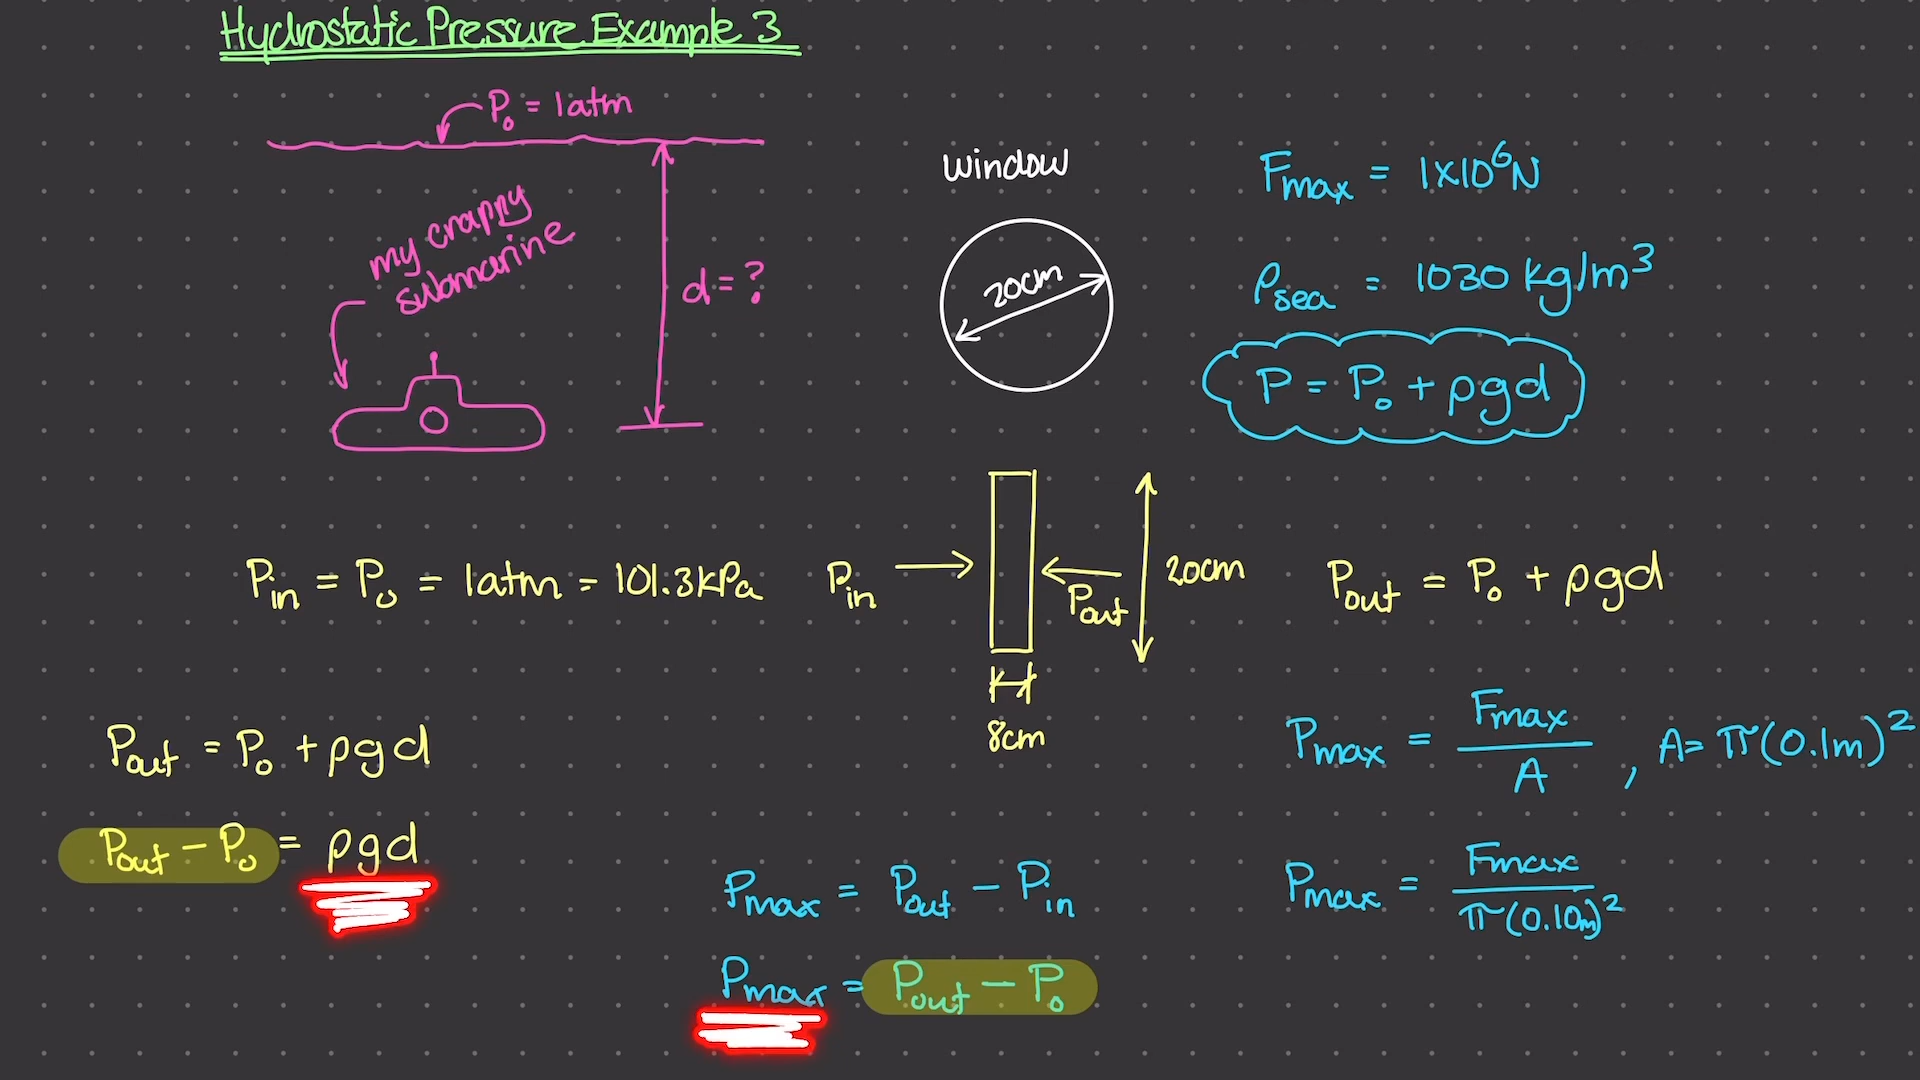 Hydrostatic Pressure Example 3
P₀ = 1atm
my crappy
submarine
d = ?
window
20cm
Fmax = 1x10⁶N
ρsea = 1030 kg/m³
P = P₀ + ρgd
Pin = P₀ = 1atm = 101.3kPa
Pin
Pout
20cm
8cm
Pout = P₀ + ρgd
Pout = P₀ + ρgd
Pout - P₀ = ρgd
Pmax = Pout - Pin
Pmax = Pout - P₀
Pmax = Fmax / A , A = π(0.1m)²
Pmax = Fmax / π(0.10m)²